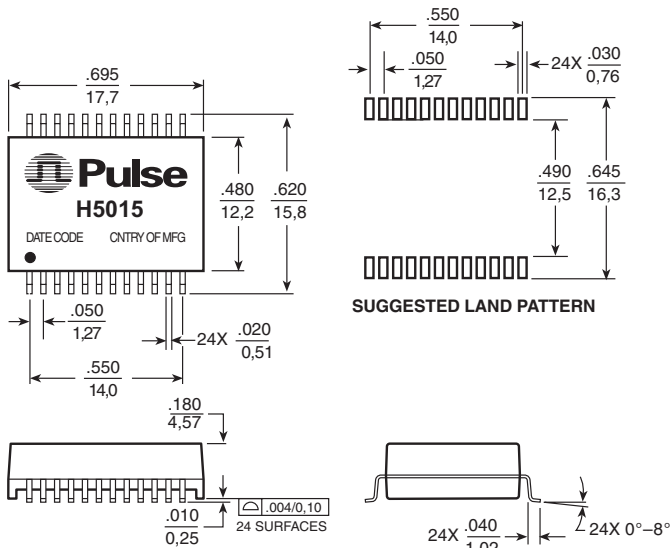 .695
17,7
Pulse
H5015
DATE CODE CNTRY OF MFG
.480
12,2
.620
15,8
.050
1,27
24X .020
0,51
.550
14,0
.550
14,0
.050
1,27
24X .030
0,76
.490
12,5
.645
16,3
SUGGESTED LAND PATTERN
.180
4,57
.010
0,25
.004/0,10
24 SURFACES
24X .040
1,02
24X 0°–8°